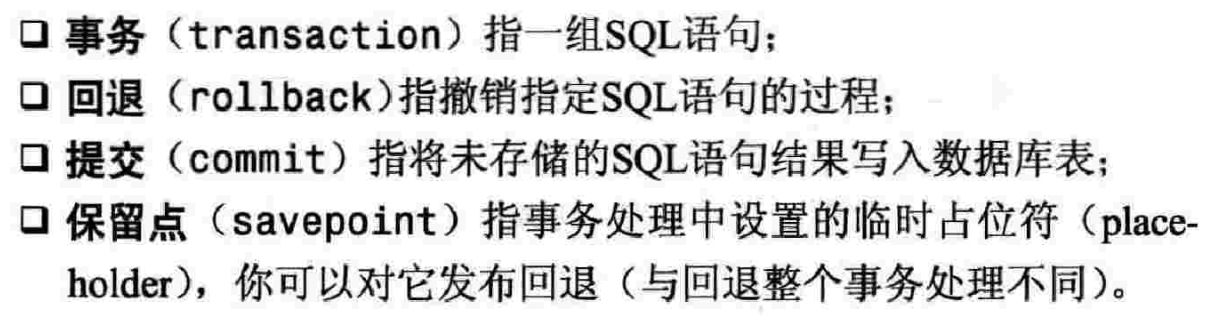 ❑ 事务（transaction）指一组SQL语句；
❑ 回退（rollback）指撤销指定SQL语句的过程；
❑ 提交（commit）指将未存储的SQL语句结果写入数据库表；
❑ 保留点（savepoint）指事务处理中设置的临时占位符（place-
holder），你可以对它发布回退（与回退整个事务处理不同）。